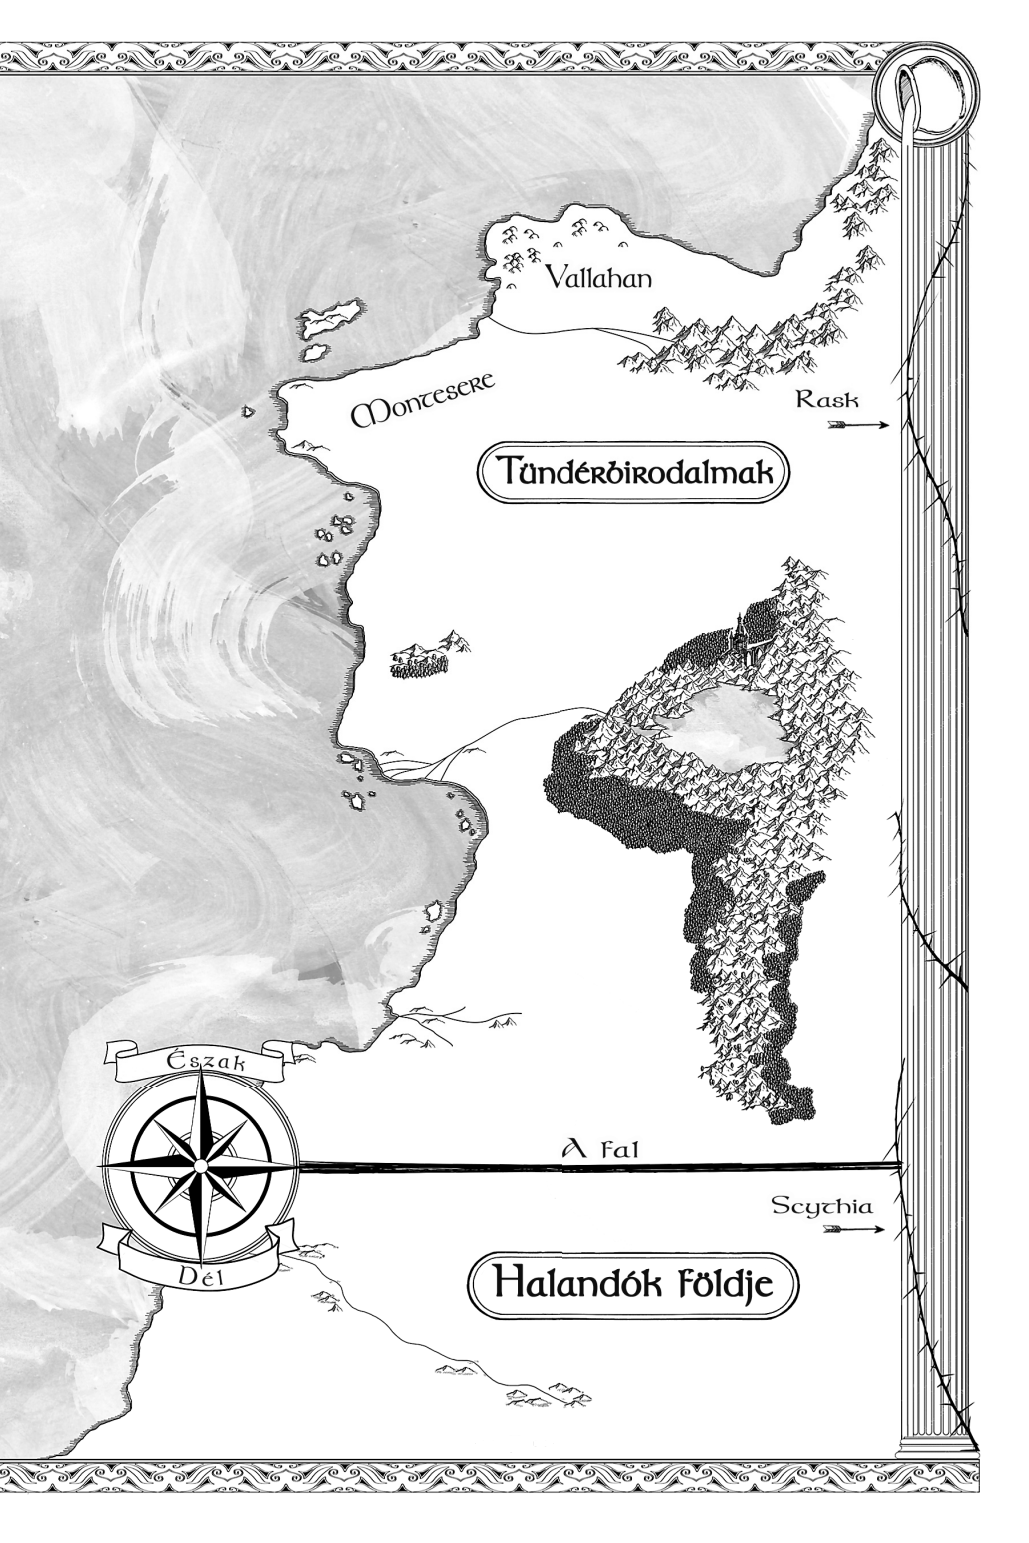 Vallahan
Montesere
Rask
Tündérbirodalmak
Észak
A fal
Scythia
Dél
Halandók földje